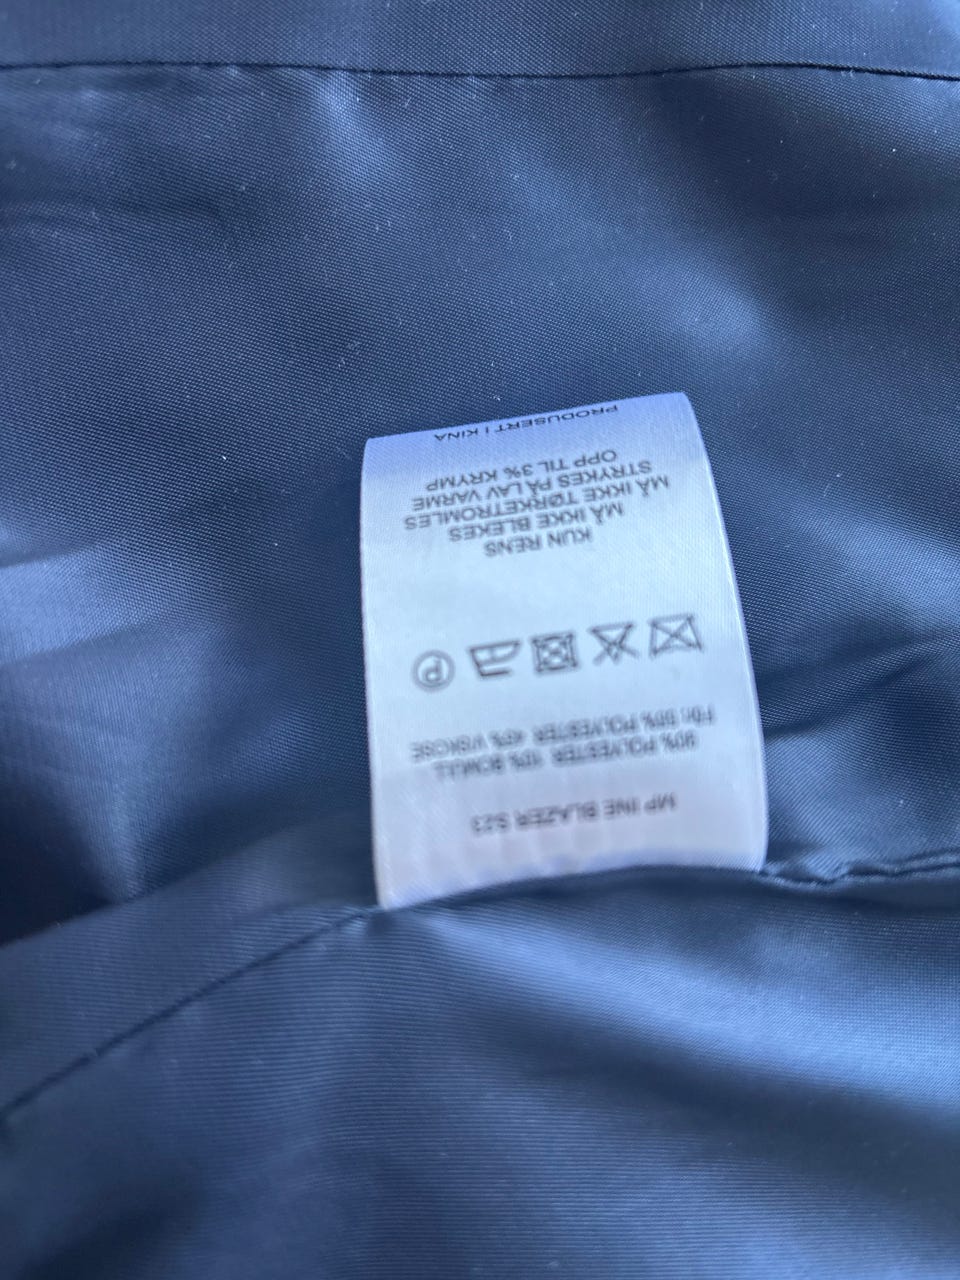 MP INE BLAZER S23
90% POLYESTER 10% BOMULL
FÔR: 55% POLYESTER 45% VISKOSE
P
KUN RENS
MÅ IKKE BLEKES
MÅ IKKE TØRKETROMLES
STRYKES PÅ LAV VARME
OPP TIL 3% KRYMP
PRODUSERT I KINA